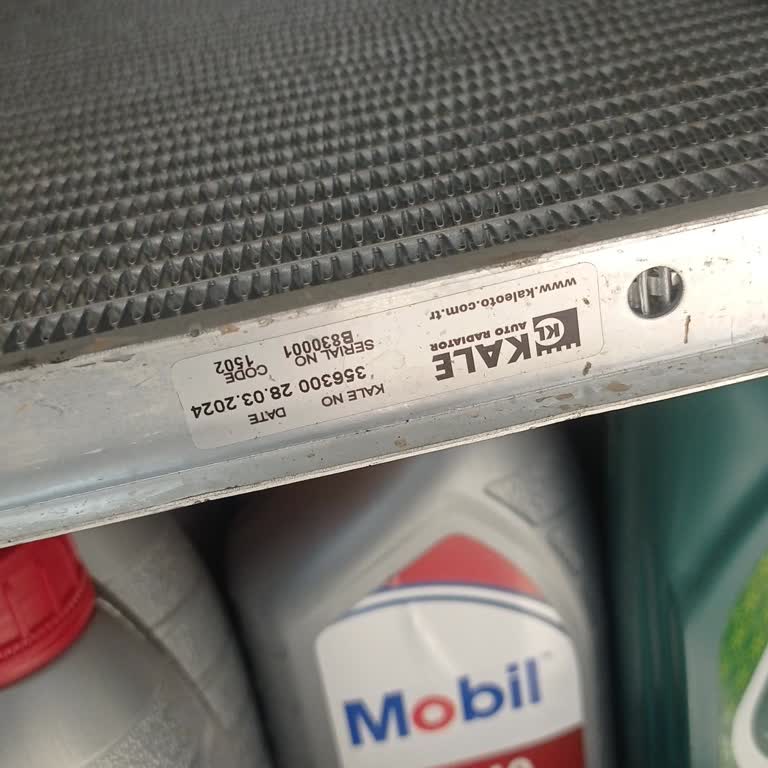 KL KALE
AUTO RADIATOR
www.kaleoto.com.tr
KALE NO
356300
DATE
28.03.2024
SERIAL NO
B830001
CODE
1502
Mobil